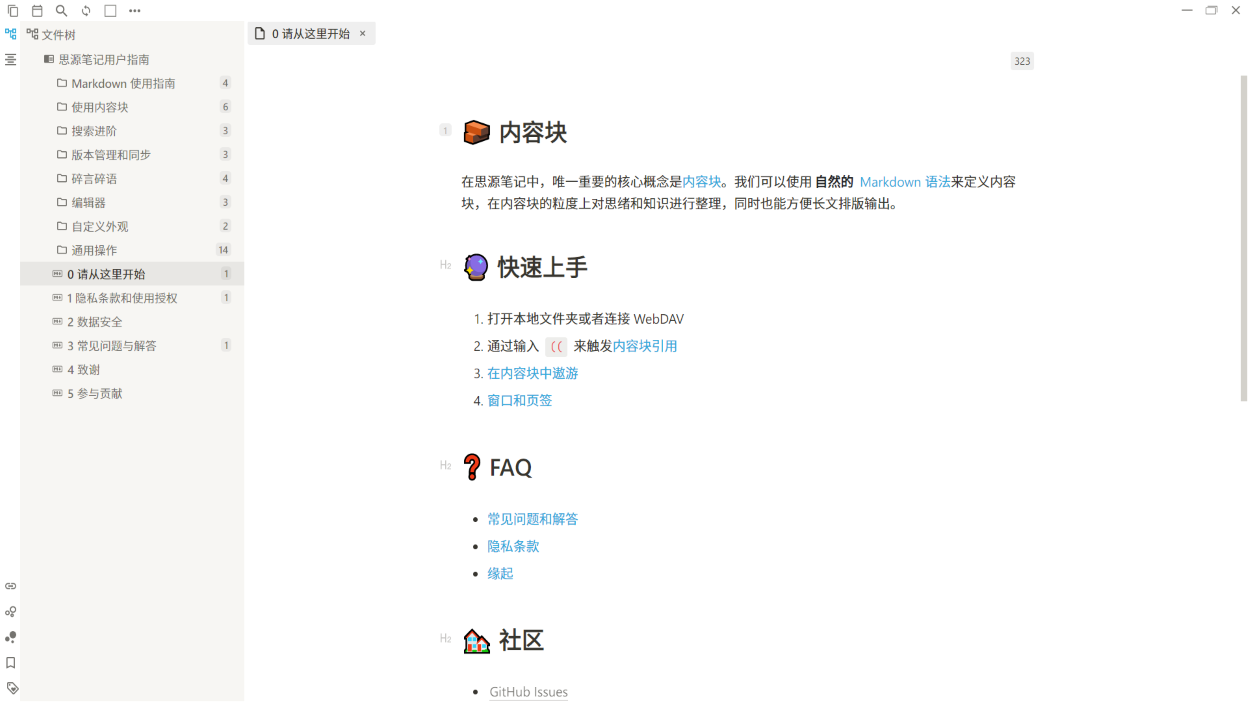 文件树
思源笔记用户指南
Markdown 使用指南 4
使用内容块 6
搜索进阶 3
版本管理和同步 3
碎言碎语 4
编辑器 3
自定义外观 2
通用操作 14
0 请从这里开始 1
1 隐私条款和使用授权 1
2 数据安全
3 常见问题与解答 1
4 致谢
5 参与贡献
0 请从这里开始 ×
323
1 内容块
在思源笔记中，唯一重要的核心概念是内容块。我们可以使用 自然的 Markdown 语法来定义内容
块，在内容块的粒度上对思绪和知识进行整理，同时也能方便长文排版输出。
H2 快速上手
1. 打开本地文件夹或者连接 WebDAV
2. 通过输入 (( 来触发内容块引用
3. 在内容块中遨游
4. 窗口和页签
H2 FAQ
• 常见问题和解答
• 隐私条款
• 缘起
H2 社区
• GitHub Issues